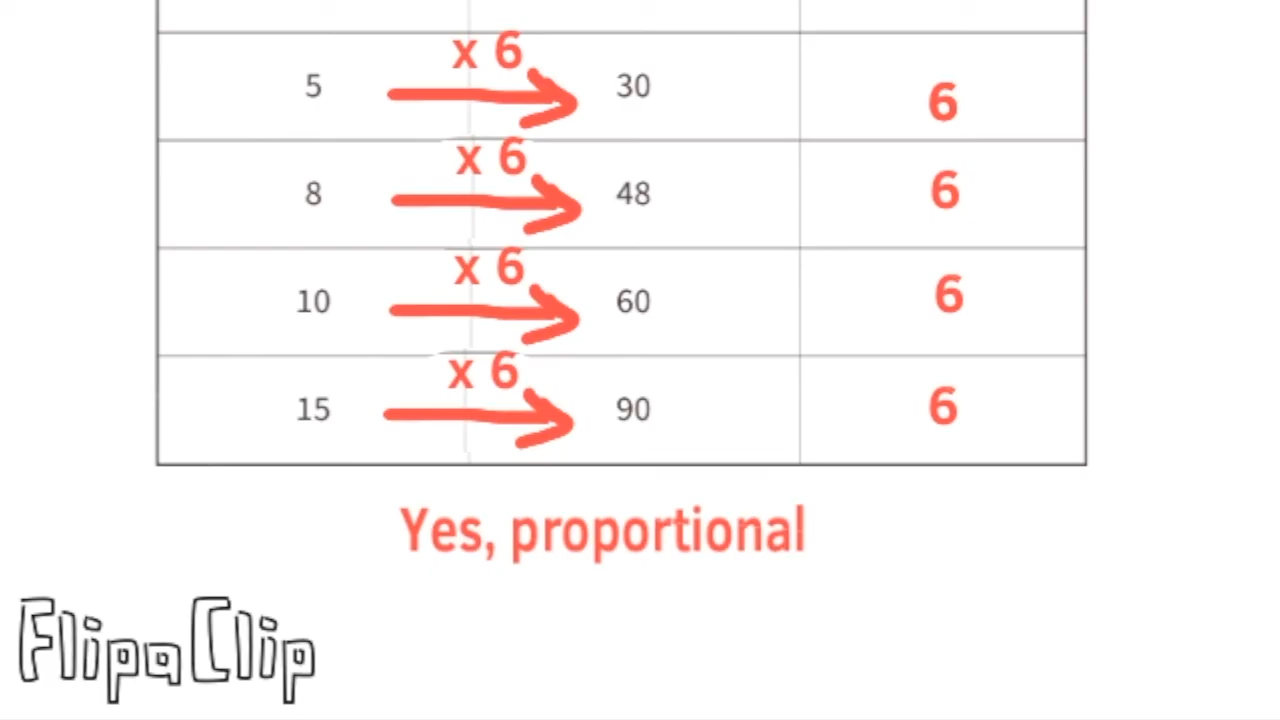 x 6
5 30 6
x 6
8 48 6
x 6
10 60 6
x 6
15 90 6
Yes, proportional
FlipaClip